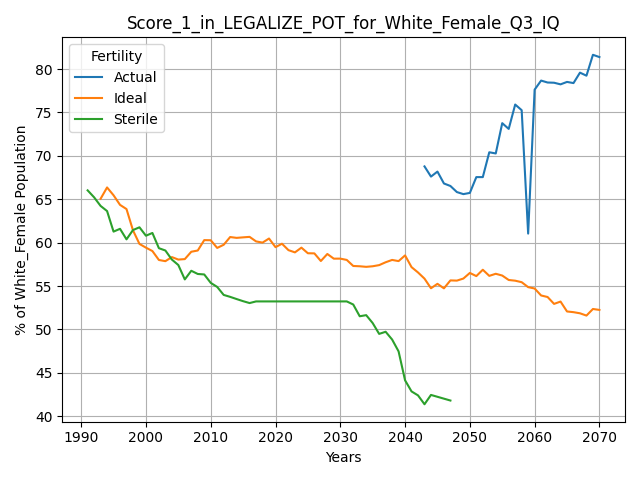 Score_1_in_LEGALIZE_POT_for_White_Female_Q3_IQ
Fertility
Actual
Ideal
Sterile
% of White_Female Population
80
75
70
65
60
55
50
45
40
1990 2000 2010 2020 2030 2040 2050 2060 2070
Years